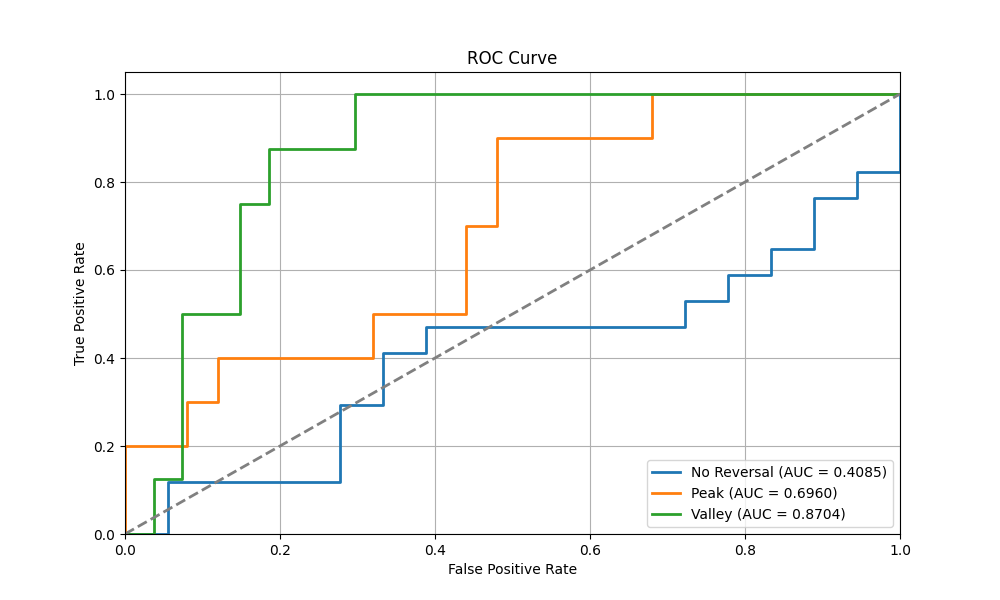 ROC Curve
True Positive Rate
1.0
0.8
0.6
0.4
0.2
0.0
0.0 0.2 0.4 0.6 0.8 1.0
False Positive Rate
No Reversal (AUC = 0.4085)
Peak (AUC = 0.6960)
Valley (AUC = 0.8704)